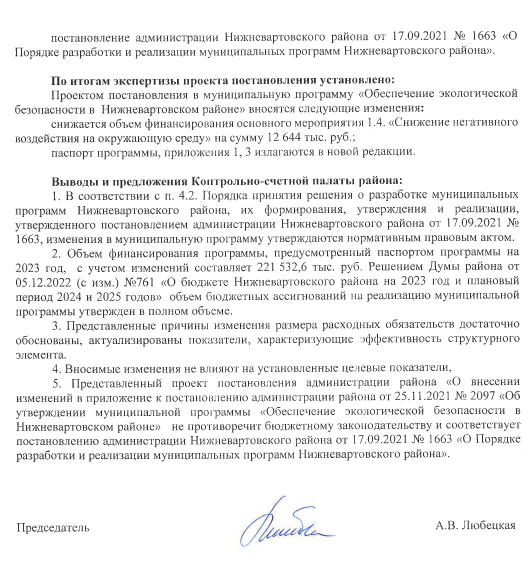 постановление администрации Нижневартовского района от 17.09.2021 № 1663 «О
Порядке разработки и реализации муниципальных программ Нижневартовского района».
По итогам экспертизы проекта постановления установлено:
Проектом постановления в муниципальную программу «Обеспечение экологической
безопасности в Нижневартовском районе» вносятся следующие изменения:
снижается объем финансирования основного мероприятия 1.4. «Снижение негативного
воздействия на окружающую среду» на сумму 12 644 тыс. руб.;
паспорт программы, приложения 1, 3 излагаются в новой редакции.
Выводы и предложения Контрольно-счетной палаты района:
1. В соответствии с п. 4.2. Порядка принятия решения о разработке муниципальных
программ Нижневартовского района, их формирования, утверждения и реализации,
утвержденного постановлением администрации Нижневартовского района от 17.09.2021 №
1663, изменения в муниципальную программу утверждаются нормативным правовым актом.
2. Объем финансирования программы, предусмотренный паспортом программы на
2023 год, с учетом изменений составляет 221 532,6 тыс. руб. Решением Думы района от
05.12.2022 (с изм.) №761 «О бюджете Нижневартовского района на 2023 год и плановый
период 2024 и 2025 годов» объем бюджетных ассигнований на реализацию муниципальной
программы утвержден в полном объеме.
3. Представленные причины изменения размера расходных обязательств достаточно
обоснованы, актуализированы показатели, характеризующие эффективность структурного
элемента.
4. Вносимые изменения не влияют на установленные целевые показатели,
5. Представленный проект постановления администрации района «О внесении
изменений в приложение к постановлению администрации района от 25.11.2021 № 2097 «Об
утверждении муниципальной программы «Обеспечение экологической безопасности в
Нижневартовском районе» не противоречит бюджетному законодательству и соответствует
постановлению администрации Нижневартовского района от 17.09.2021 № 1663 «О Порядке
разработки и реализации муниципальных программ Нижневартовского района».
Председатель А.В. Любецкая